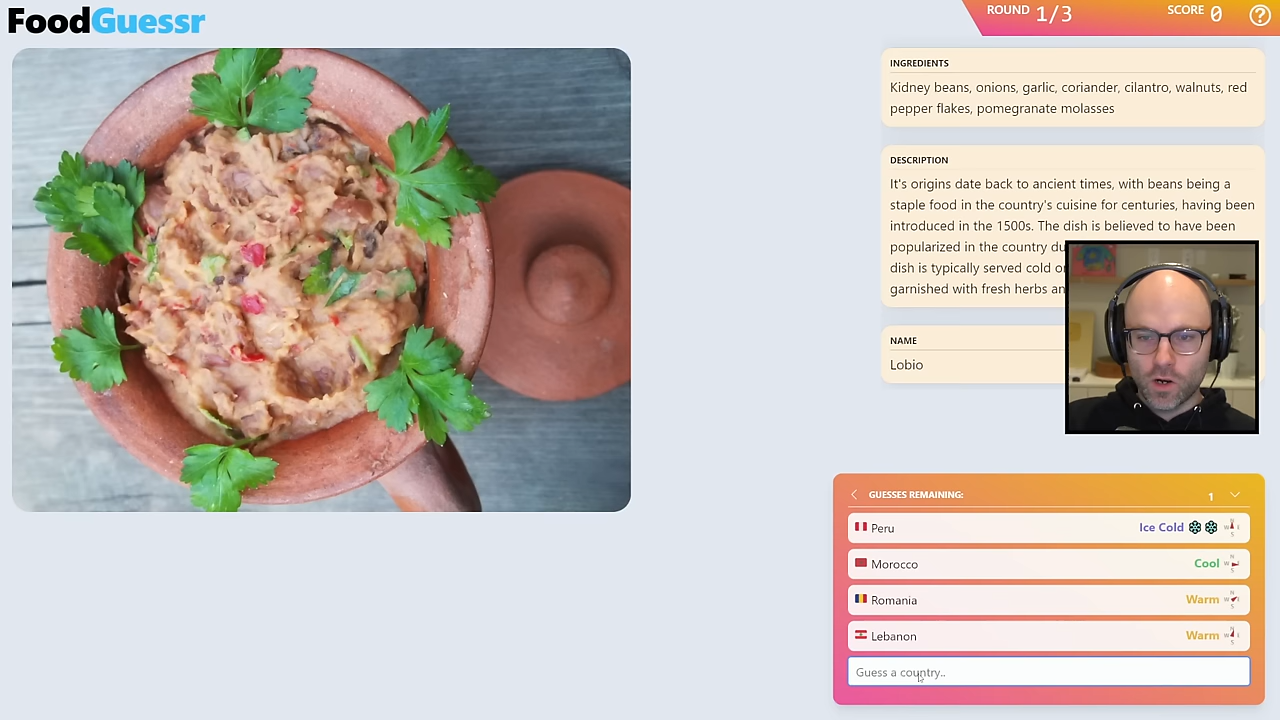 FoodGuessr
ROUND 1/3
SCORE 0
INGREDIENTS
Kidney beans, onions, garlic, coriander, cilantro, walnuts, red
pepper flakes, pomegranate molasses
DESCRIPTION
It's origins date back to ancient times, with beans being a
staple food in the country's cuisine for centuries, having been
introduced in the 1500s. The dish is believed to have been
popularized in the country
dish is typically served cold
garnished with fresh herbs
NAME
Lobio
GUESSES REMAINING:
1
Peru Ice Cold
Morocco Cool
Romania Warm
Lebanon Warm
Guess a country..